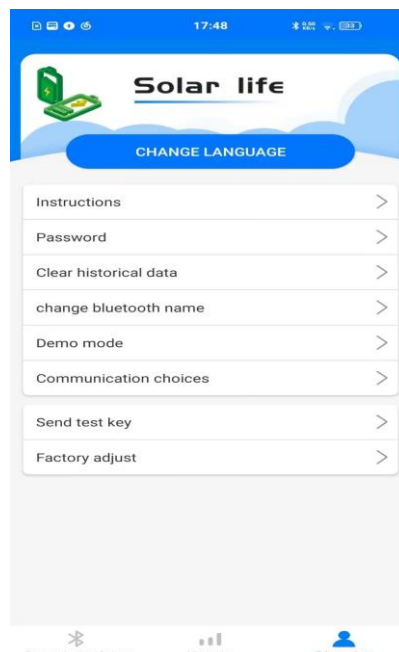 17:48
Solar life
CHANGE LANGUAGE
Instructions
Password
Clear historical data
change bluetooth name
Demo mode
Communication choices
Send test key
Factory adjust